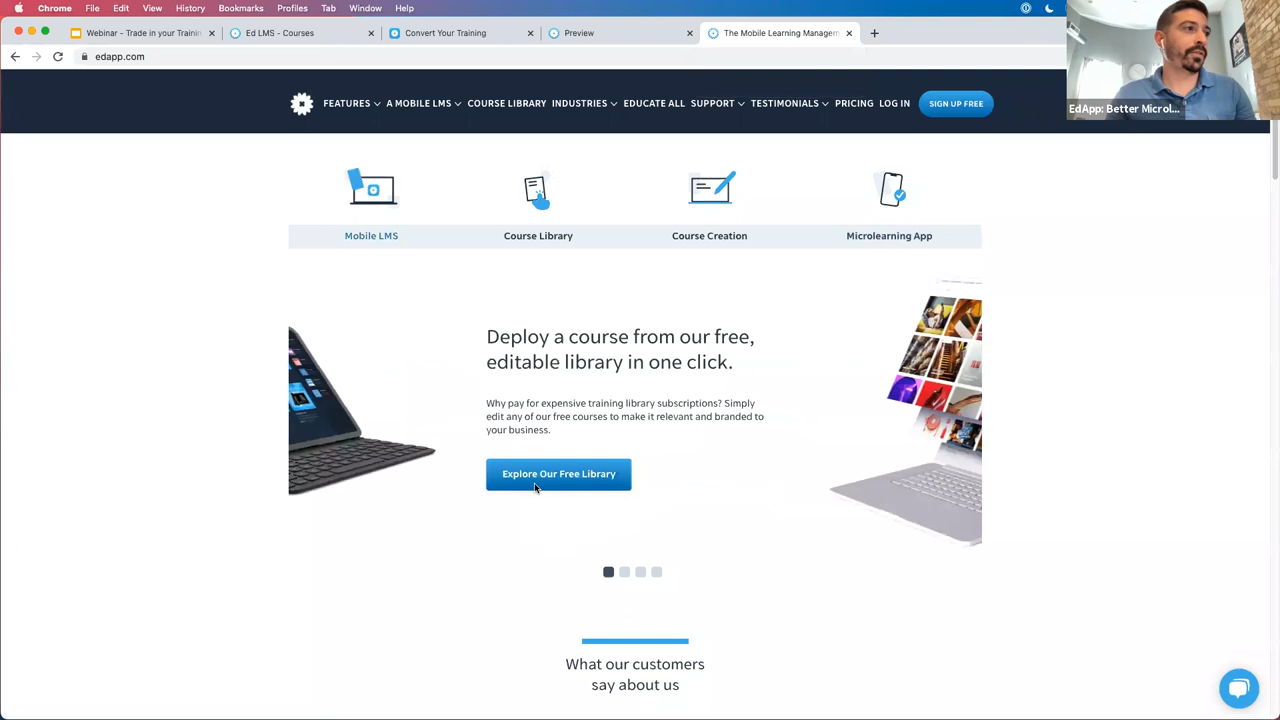 Chrome File Edit View History Bookmarks Profiles Tab Window Help
Webinar - Trade in your Trainin
Ed LMS - Courses
Convert Your Training
Preview
The Mobile Learning Managem
edapp.com
FEATURES A MOBILE LMS COURSE LIBRARY INDUSTRIES EDUCATE ALL SUPPORT TESTIMONIALS PRICING LOG IN SIGN UP FREE
EdApp: Better Microl...
Mobile LMS
Course Library
Course Creation
Microlearning App
Deploy a course from our free,
editable library in one click.
Why pay for expensive training library subscriptions? Simply
edit any of our free courses to make it relevant and branded to
your business.
Explore Our Free Library
What our customers
say about us